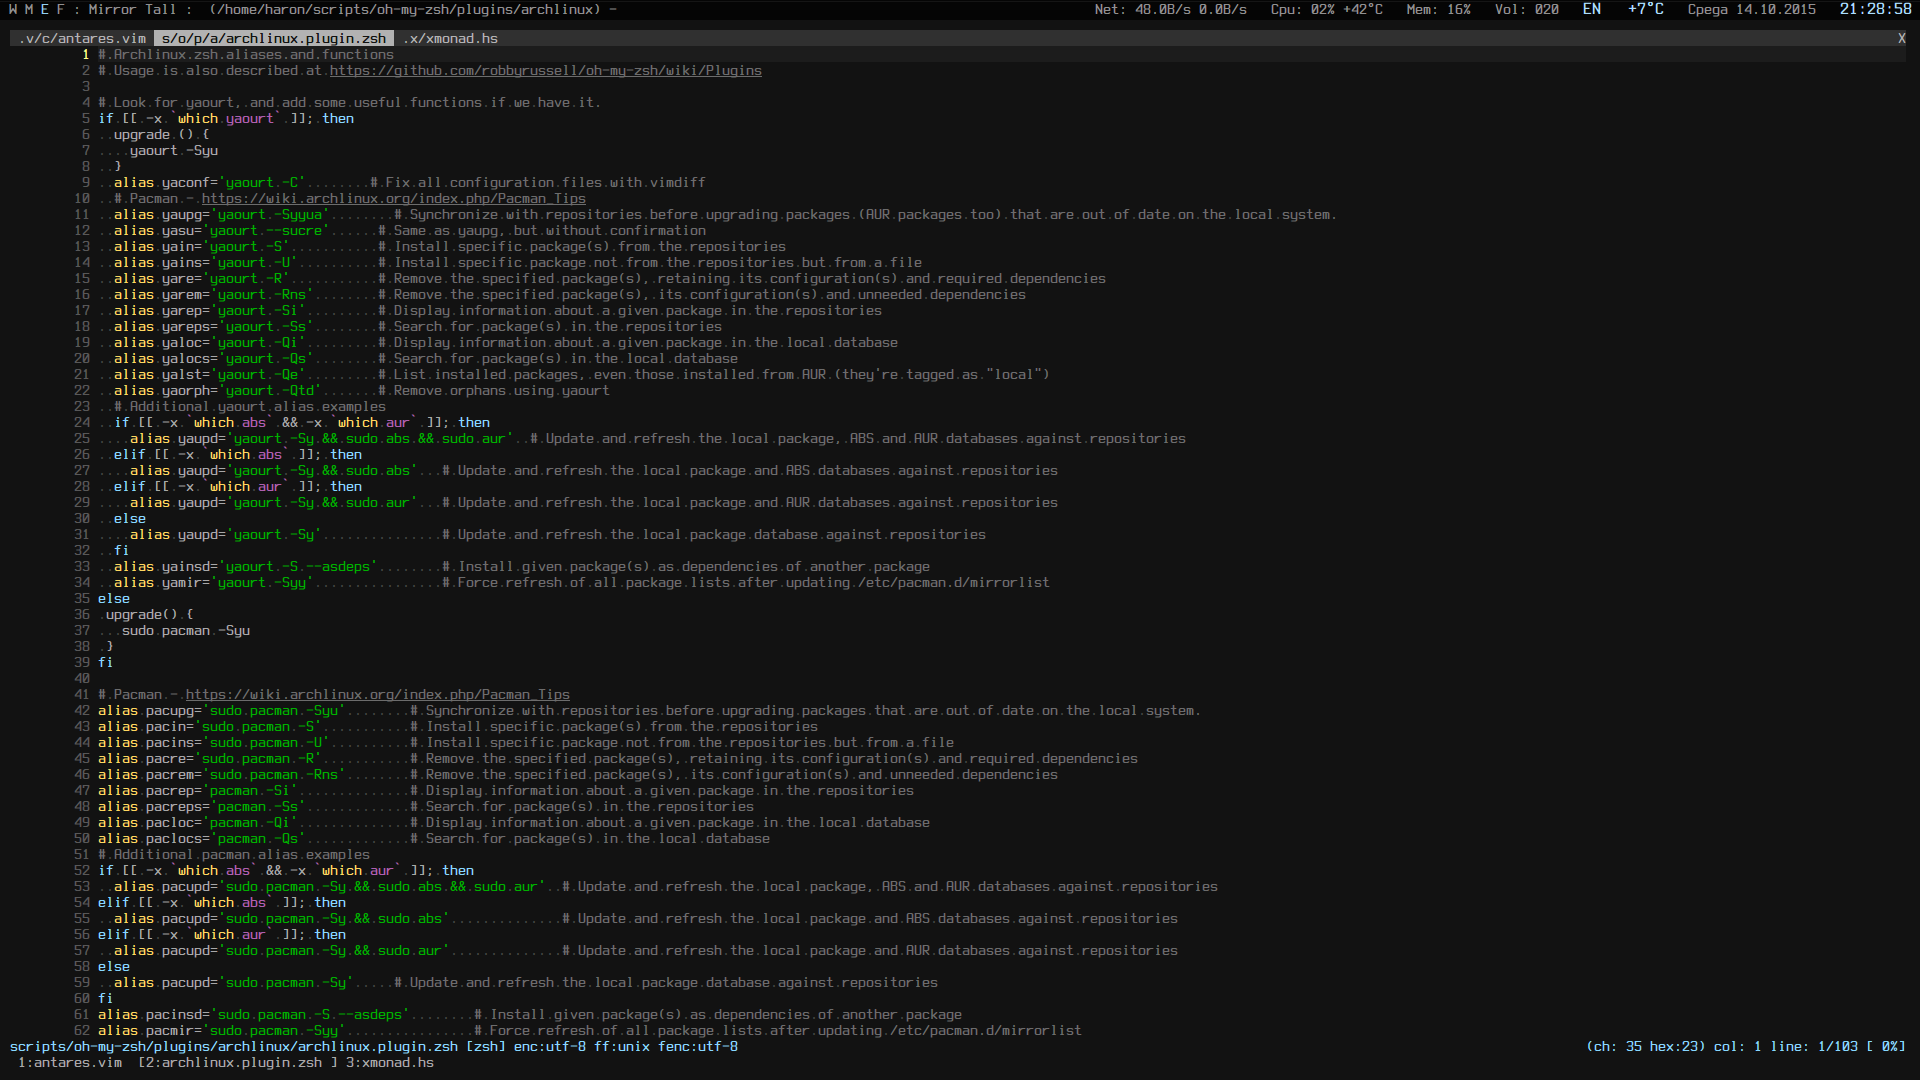 W M E F : Mirror Tall :  (/home/haron/scripts/oh-my-zsh/plugins/archlinux) -  Net: 48.0B/s 0.0B/s   Cpu: 02% +42°C   Mem: 16%   Vol: 020   EN   +7°C   Среда 14.10.2015   21:28:58
.v/c/antares.vim  s/o/p/a/archlinux.plugin.zsh  .x/xmonad.hs  X
1 # Archlinux zsh aliases and functions
2 # Usage is also described at https://github.com/robbyrussell/oh-my-zsh/wiki/Plugins
3
4 # Look for yaourt, and add some useful functions if we have it.
5 if [[ -x `which yaourt` ]]; then
6   upgrade () {
7     yaourt -Syu
8   }
9   alias yaconf='yaourt -C'        # Fix all configuration files with vimdiff
10   # Pacman - https://wiki.archlinux.org/index.php/Pacman_Tips
11   alias yaupg='yaourt -Syyua'        # Synchronize with repositories before upgrading packages (AUR packages too) that are out of date on the local system.
12   alias yasu='yaourt --sucre'      # Same as yaupg, but without confirmation
13   alias yain='yaourt -S'           # Install specific package(s) from the repositories
14   alias yains='yaourt -U'          # Install specific package not from the repositories but from a file
15   alias yare='yaourt -R'           # Remove the specified package(s), retaining its configuration(s) and required dependencies
16   alias yarem='yaourt -Rns'        # Remove the specified package(s), its configuration(s) and unneeded dependencies
17   alias yarep='yaourt -Si'         # Display information about a given package in the repositories
18   alias yareps='yaourt -Ss'        # Search for package(s) in the repositories
19   alias yaloc='yaourt -Qi'         # Display information about a given package in the local database
20   alias yalocs='yaourt -Qs'        # Search for package(s) in the local database
21   alias yalst='yaourt -Qe'         # List installed packages, even those installed from AUR (they're tagged as "local")
22   alias yaorph='yaourt -Qtd'       # Remove orphans using yaourt
23   # Additional yaourt alias examples
24   if [[ -x `which abs` && -x `which aur` ]]; then
25     alias yaupd='yaourt -Sy && sudo abs && sudo aur'  # Update and refresh the local package, ABS and AUR databases against repositories
26   elif [[ -x `which abs` ]]; then
27     alias yaupd='yaourt -Sy && sudo abs'   # Update and refresh the local package and ABS databases against repositories
28   elif [[ -x `which aur` ]]; then
29     alias yaupd='yaourt -Sy && sudo aur'   # Update and refresh the local package and AUR databases against repositories
30   else
31     alias yaupd='yaourt -Sy'               # Update and refresh the local package database against repositories
32   fi
33   alias yainsd='yaourt -S --asdeps'        # Install given package(s) as dependencies of another package
34   alias yamir='yaourt -Syy'                # Force refresh of all package lists after updating /etc/pacman.d/mirrorlist
35 else
36  upgrade() {
37    sudo pacman -Syu
38  }
39 fi
40
41 # Pacman - https://wiki.archlinux.org/index.php/Pacman_Tips
42 alias pacupg='sudo pacman -Syu'        # Synchronize with repositories before upgrading packages that are out of date on the local system.
43 alias pacin='sudo pacman -S'           # Install specific package(s) from the repositories
44 alias pacins='sudo pacman -U'          # Install specific package not from the repositories but from a file
45 alias pacre='sudo pacman -R'           # Remove the specified package(s), retaining its configuration(s) and required dependencies
46 alias pacrem='sudo pacman -Rns'        # Remove the specified package(s), its configuration(s) and unneeded dependencies
47 alias pacrep='pacman -Si'              # Display information about a given package in the repositories
48 alias pacreps='pacman -Ss'             # Search for package(s) in the repositories
49 alias pacloc='pacman -Qi'              # Display information about a given package in the local database
50 alias paclocs='pacman -Qs'             # Search for package(s) in the local database
51 # Additional pacman alias examples
52 if [[ -x `which abs` && -x `which aur` ]]; then
53   alias pacupd='sudo pacman -Sy && sudo abs && sudo aur'  # Update and refresh the local package, ABS and AUR databases against repositories
54 elif [[ -x `which abs` ]]; then
55   alias pacupd='sudo pacman -Sy && sudo abs'              # Update and refresh the local package and ABS databases against repositories
56 elif [[ -x `which aur` ]]; then
57   alias pacupd='sudo pacman -Sy && sudo aur'              # Update and refresh the local package and AUR databases against repositories
58 else
59   alias pacupd='sudo pacman -Sy'     # Update and refresh the local package database against repositories
60 fi
61 alias pacinsd='sudo pacman -S --asdeps'        # Install given package(s) as dependencies of another package
62 alias pacmir='sudo pacman -Syy'                # Force refresh of all package lists after updating /etc/pacman.d/mirrorlist
scripts/oh-my-zsh/plugins/archlinux/archlinux.plugin.zsh [zsh] enc:utf-8 ff:unix fenc:utf-8  (ch: 35 hex:23) col: 1 line: 1/103 [ 0%]
1:antares.vim  [2:archlinux.plugin.zsh ] 3:xmonad.hs